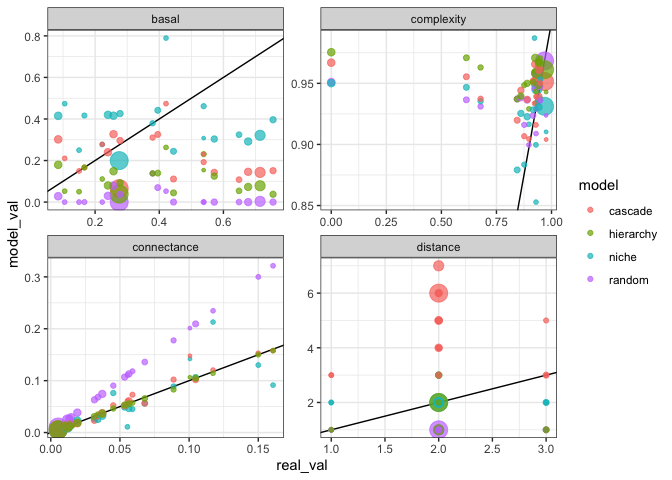 basal
complexity
0.8
0.6
0.4
0.2
0.0
0.2
0.4
0.6
0.95
0.90
0.85
0.00
0.25
0.50
0.75
1.00
connectance
distance
0.3
0.2
0.1
0.0
0.00
0.05
0.10
0.15
6
4
2
1.0
1.5
2.0
2.5
3.0
model_val
real_val
model
cascade
hierarchy
niche
random